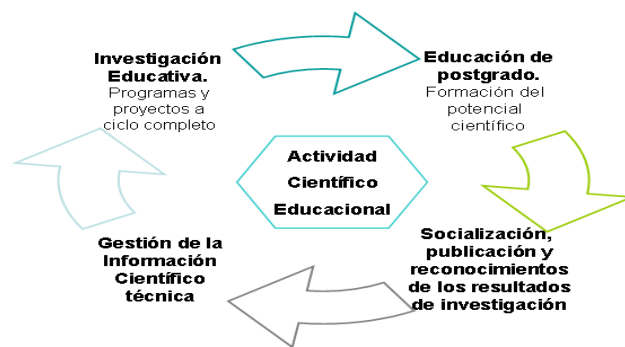 Investigación
Educativa.
Programas y
proyectos a
ciclo completo
Educación de
postgrado.
Formación del
potencial
científico
Actividad
Científico
Educacional
Gestión de la
Información
Científico
técnica
Socialización,
publicación y
reconocimientos
de los resultados
de investigación